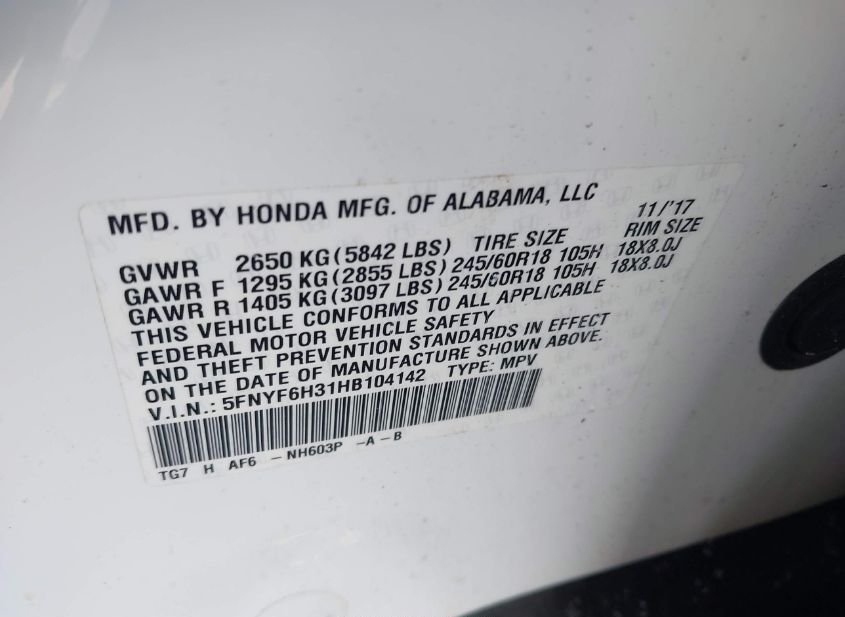 MFD. BY HONDA MFG. OF ALABAMA, LLC 11/'17
GVWR 2650 KG (5842 LBS) TIRE SIZE RIM SIZE
GAWR F 1295 KG (2855 LBS) 245/60R18 105H 18X8.0J
GAWR R 1405 KG (3097 LBS) 245/60R18 105H 18X8.0J
THIS VEHICLE CONFORMS TO ALL APPLICABLE
FEDERAL MOTOR VEHICLE SAFETY
AND THEFT PREVENTION STANDARDS IN EFFECT
ON THE DATE OF MANUFACTURE SHOWN ABOVE.
V.I.N.: 5FNYF6H31HB104142 TYPE: MPV
TG7 H AF6 - NH603P -A-B